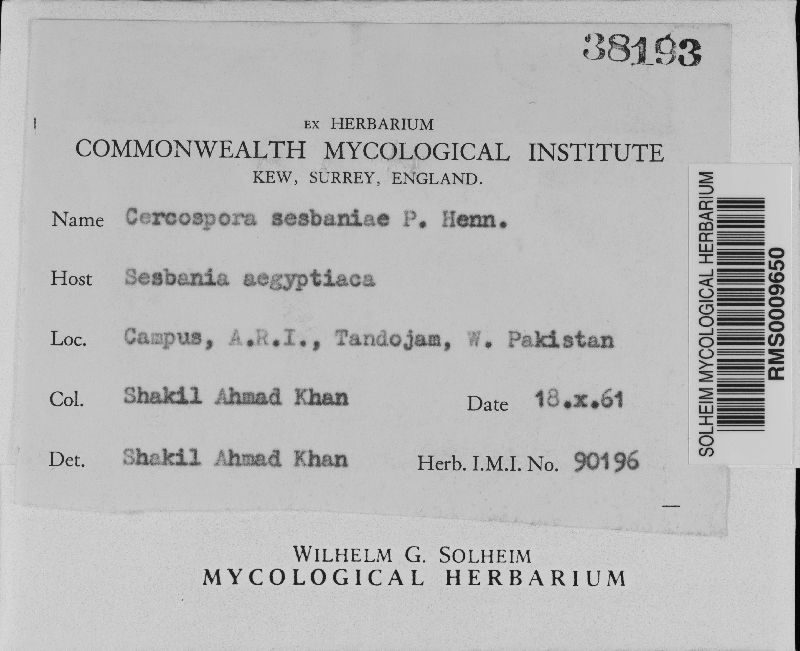 38193
EX HERBARIUM
COMMONWEALTH MYCOLOGICAL INSTITUTE
KEW, SURREY, ENGLAND.
Name Cercospora sesbaniae P. Henn.
Host Sesbania aegyptiaca
Loc. Campus, A.R.I., Tandojam, W. Pakistan
Col. Shakil Ahmad Khan Date 18.x.61
Det. Shakil Ahmad Khan Herb. I.M.I. No. 90196
SOLHEIM MYCOLOGICAL HERBARIUM
RMS0009650
WILHELM G. SOLHEIM
MYCOLOGICAL HERBARIUM